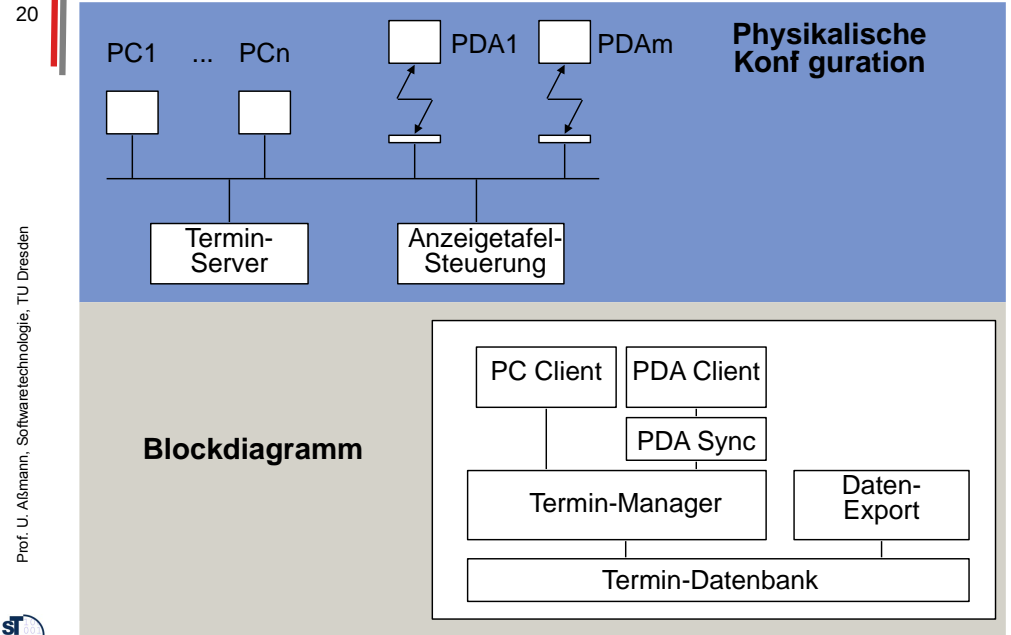 20
PC1 ... PCn
PDA1
PDAm
Physikalische
Konf guration
Termin-
Server
Anzeigetafel-
Steuerung
Prof. U. Aßmann, Softwaretechnologie, TU Dresden
Blockdiagramm
PC Client
PDA Client
PDA Sync
Termin-Manager
Daten-
Export
Termin-Datenbank
sT